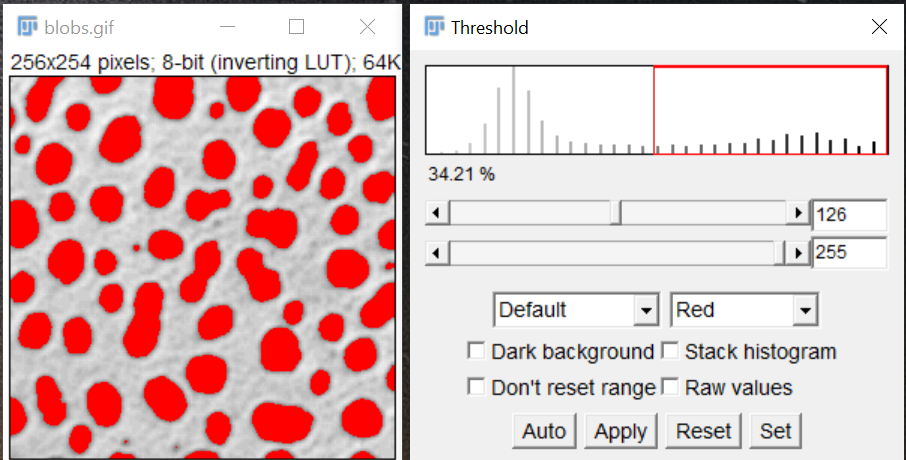 blobs.gif
256x254 pixels; 8-bit (inverting LUT); 64K
Threshold
34.21 %
126
255
Default
Red
Dark background
Stack histogram
Don't reset range
Raw values
Auto
Apply
Reset
Set